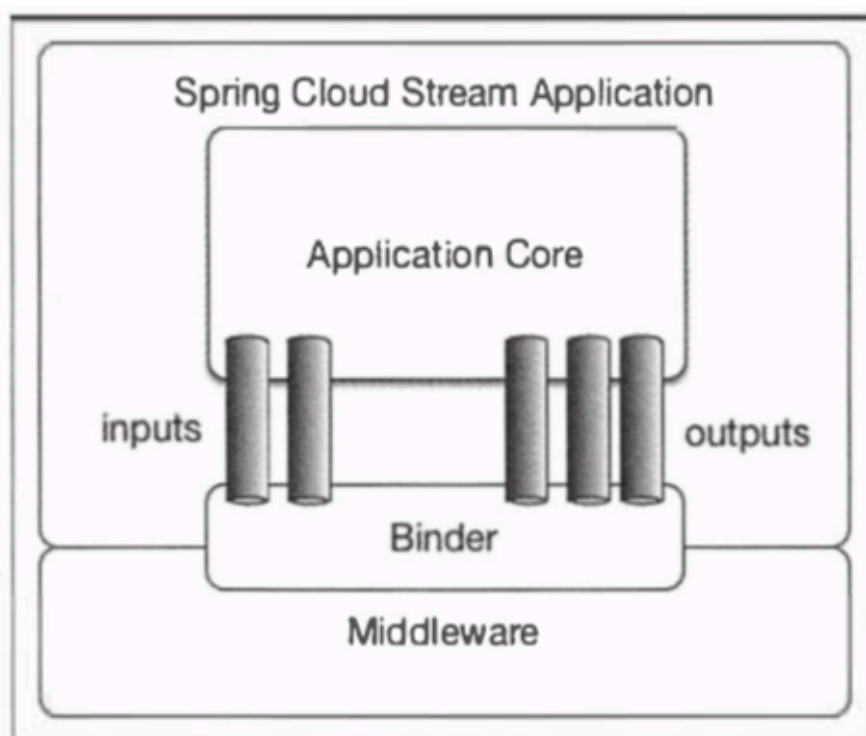 Spring Cloud Stream Application
Application Core
inputs
outputs
Binder
Middleware